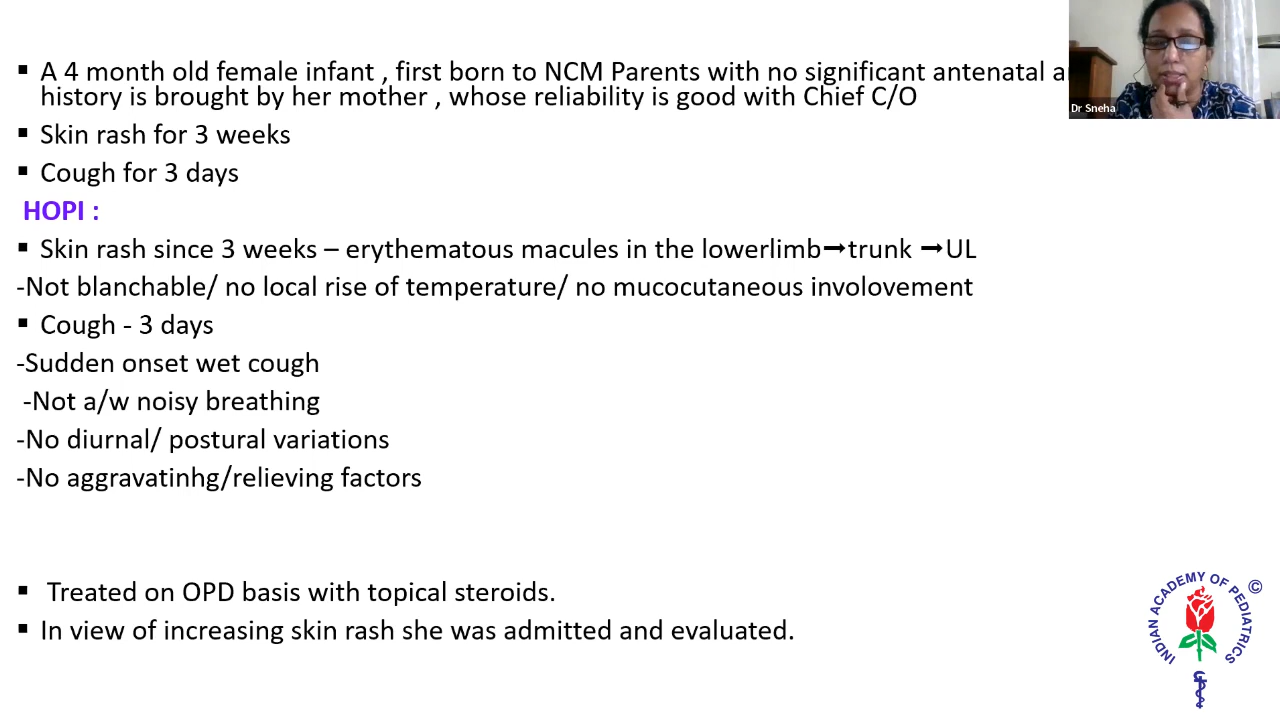 ▪ A 4 month old female infant , first born to NCM Parents with no significant antenatal
history is brought by her mother , whose reliability is good with Chief C/O
▪ Skin rash for 3 weeks
▪ Cough for 3 days
HOPI :
▪ Skin rash since 3 weeks – erythematous macules in the lowerlimb→trunk →UL
-Not blanchable/ no local rise of temperature/ no mucocutaneous involovement
▪ Cough - 3 days
-Sudden onset wet cough
-Not a/w noisy breathing
-No diurnal/ postural variations
-No aggravatinhg/relieving factors
▪ Treated on OPD basis with topical steroids.
▪ In view of increasing skin rash she was admitted and evaluated.
Dr Sneha
INDIAN ACADEMY OF PEDIATRICS ©